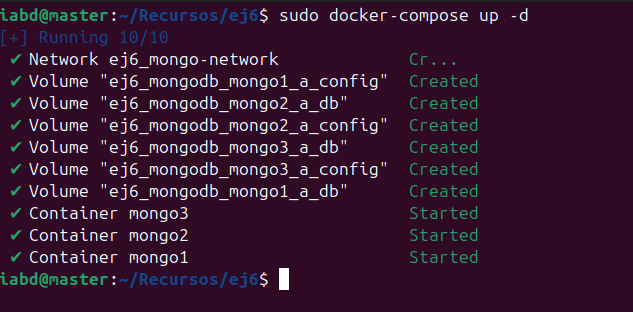 iabd@master:~/Recursos/ej6$ sudo docker-compose up -d
[+] Running 10/10
✔ Network ej6_mongo-network Cr...
✔ Volume "ej6_mongodb_mongo1_a_config" Created
✔ Volume "ej6_mongodb_mongo2_a_db" Created
✔ Volume "ej6_mongodb_mongo2_a_config" Created
✔ Volume "ej6_mongodb_mongo3_a_db" Created
✔ Volume "ej6_mongodb_mongo3_a_config" Created
✔ Volume "ej6_mongodb_mongo1_a_db" Created
✔ Container mongo3 Started
✔ Container mongo2 Started
✔ Container mongo1 Started
iabd@master:~/Recursos/ej6$